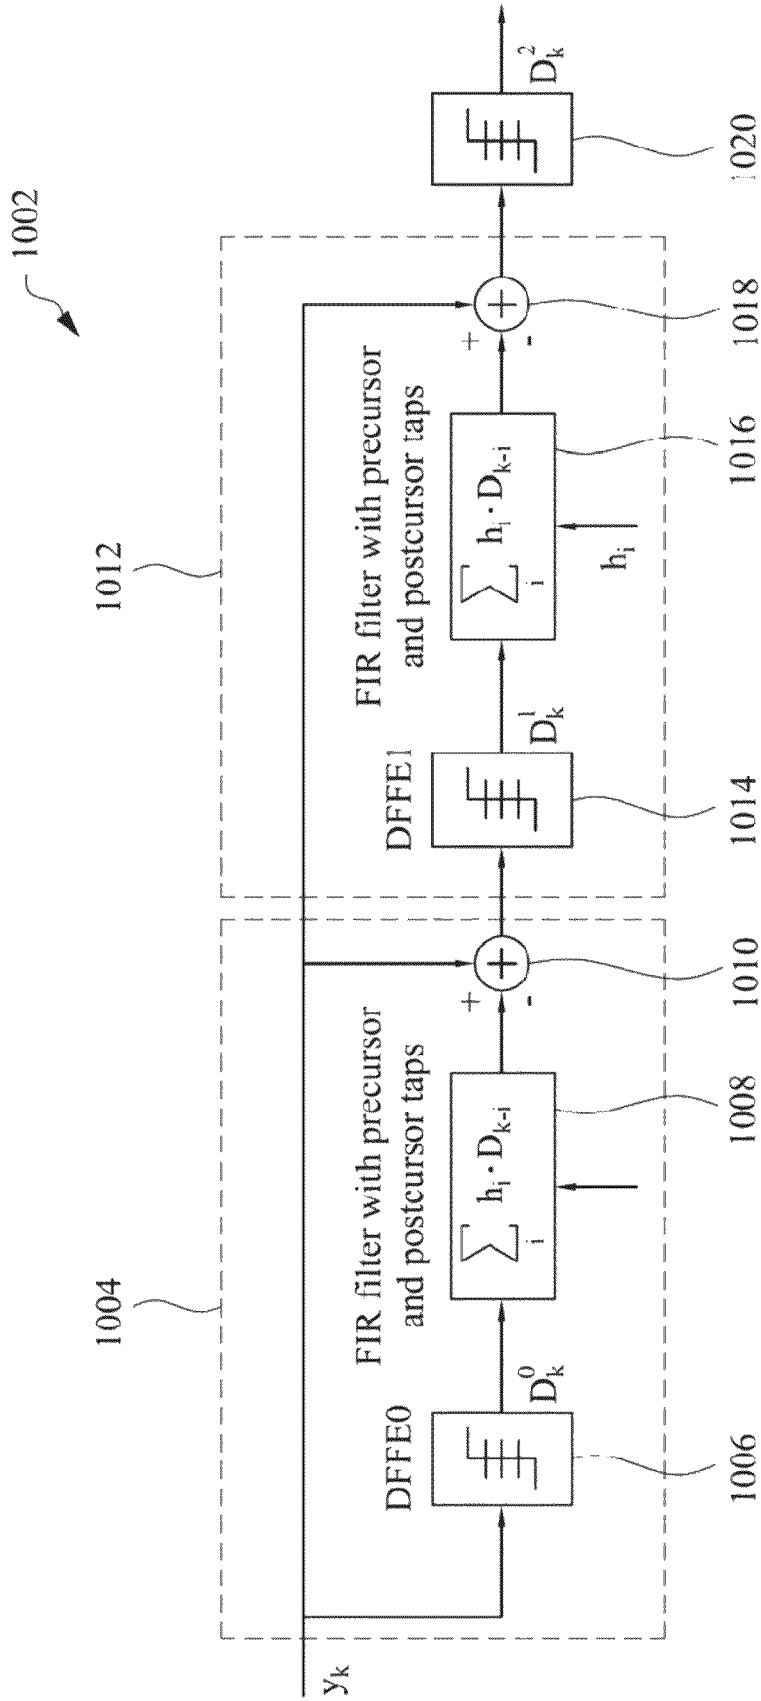 1002
1004
1012
y_k
DFFE0
FIR filter with precursor
and postcursor taps
DFFE1
FIR filter with precursor
and postcursor taps
D_k^0
∑_i h_i · D_{k-i}
+
+
-
D_k^1
∑_i h_i · D_{k-i}
h_i
+
+
-
D_k^2
1006
1008
1010
1014
1016
1018
1020